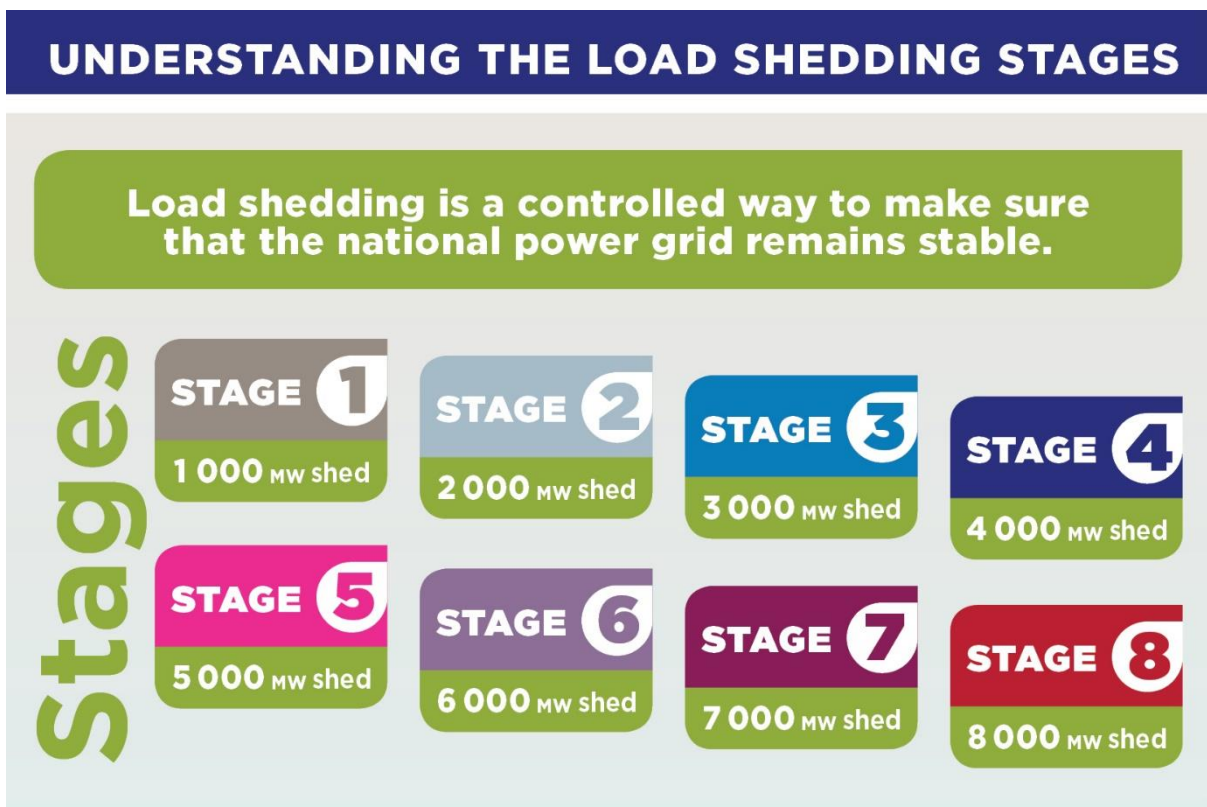 UNDERSTANDING THE LOAD SHEDDING STAGES
Load shedding is a controlled way to make sure
that the national power grid remains stable.
Stages
STAGE 1
1 000 MW shed
STAGE 2
2 000 MW shed
STAGE 3
3 000 MW shed
STAGE 4
4 000 MW shed
STAGE 5
5 000 MW shed
STAGE 6
6 000 MW shed
STAGE 7
7 000 MW shed
STAGE 8
8 000 MW shed